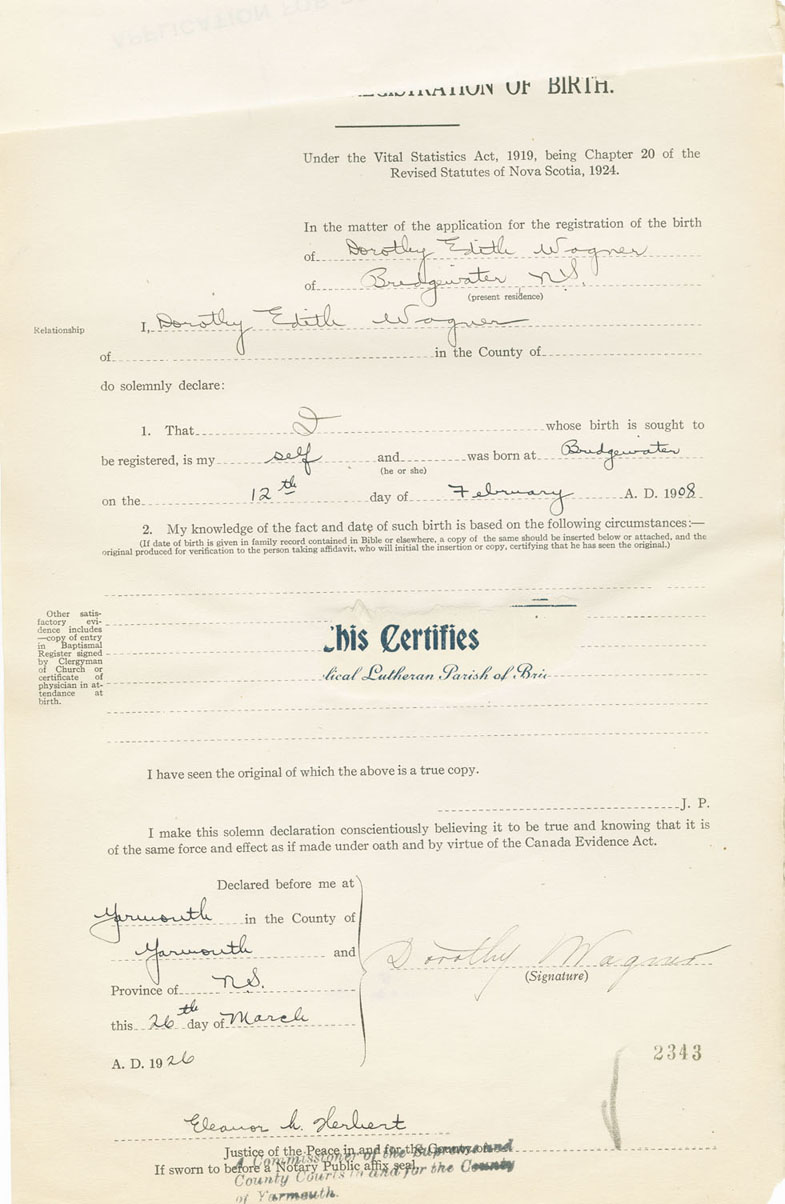 REGISTRATION OF BIRTH.
Under the Vital Statistics Act, 1919, being Chapter 20 of the
Revised Statutes of Nova Scotia, 1924.
In the matter of the application for the registration of the birth
of Dorothy Edith Wagner
of Bridgewater N.S.
(present residence)
Relationship
I, Dorothy Edith Wagner
of in the County of
do solemnly declare:
1. That I whose birth is sought to
be registered, is my self and was born at Bridgewater
(he or she)
on the 12th day of February A. D. 1908
2. My knowledge of the fact and date of such birth is based on the following circumstances:—
(If date of birth is given in family record contained in Bible or elsewhere, a copy of the same should be inserted below or attached, and the
original produced for verification to the person taking affidavit, who will initial the insertion or copy, certifying that he has seen the original.)
Other satis-
factory evi-
dence includes
—copy of entry
in Baptismal
Register signed
by Clergyman
of Church or
certificate of
physician in at-
tendance at
birth.
his Certifies
lical Lutheran Parish of Bri
I have seen the original of which the above is a true copy.
J. P.
I make this solemn declaration conscientiously believing it to be true and knowing that it is
of the same force and effect as if made under oath and by virtue of the Canada Evidence Act.
Declared before me at
Yarmouth in the County of
Yarmouth and
Province of N.S.
this 26th day of March
A. D. 1926
Dorothy Wagner
(Signature)
2343
Eleanor h. Herbert
Justice of the Peace in and for the County
A Commissioner of the Supreme and
If sworn to before a Notary Public affix seal.
County Courts in and for the County
of Yarmouth.